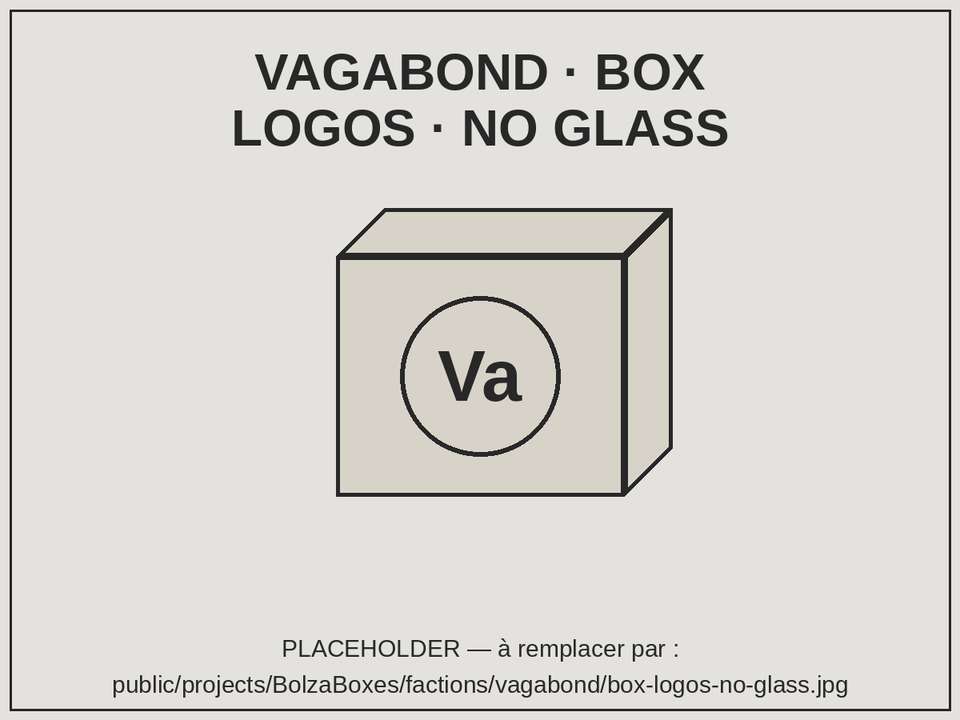 VAGABOND · BOX
LOGOS · NO GLASS
Va
PLACEHOLDER — à remplacer par :
public/projects/BolzaBoxes/factions/vagabond/box-logos-no-glass.jpg